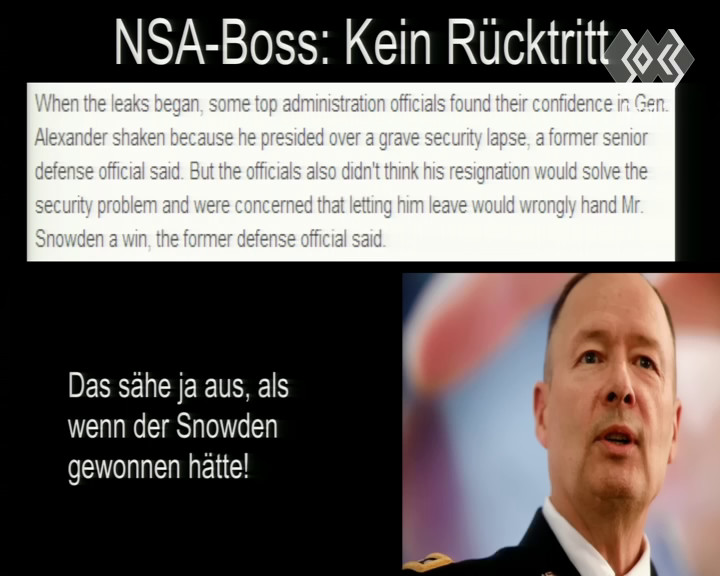 NSA-Boss: Kein Rücktritt
When the leaks began, some top administration officials found their confidence in Gen.
Alexander shaken because he presided over a grave security lapse, a former senior
defense official said. But the officials also didn't think his resignation would solve the
security problem and were concerned that letting him leave would wrongly hand Mr.
Snowden a win, the former defense official said.
Das sähe ja aus, als
wenn der Snowden
gewonnen hätte!